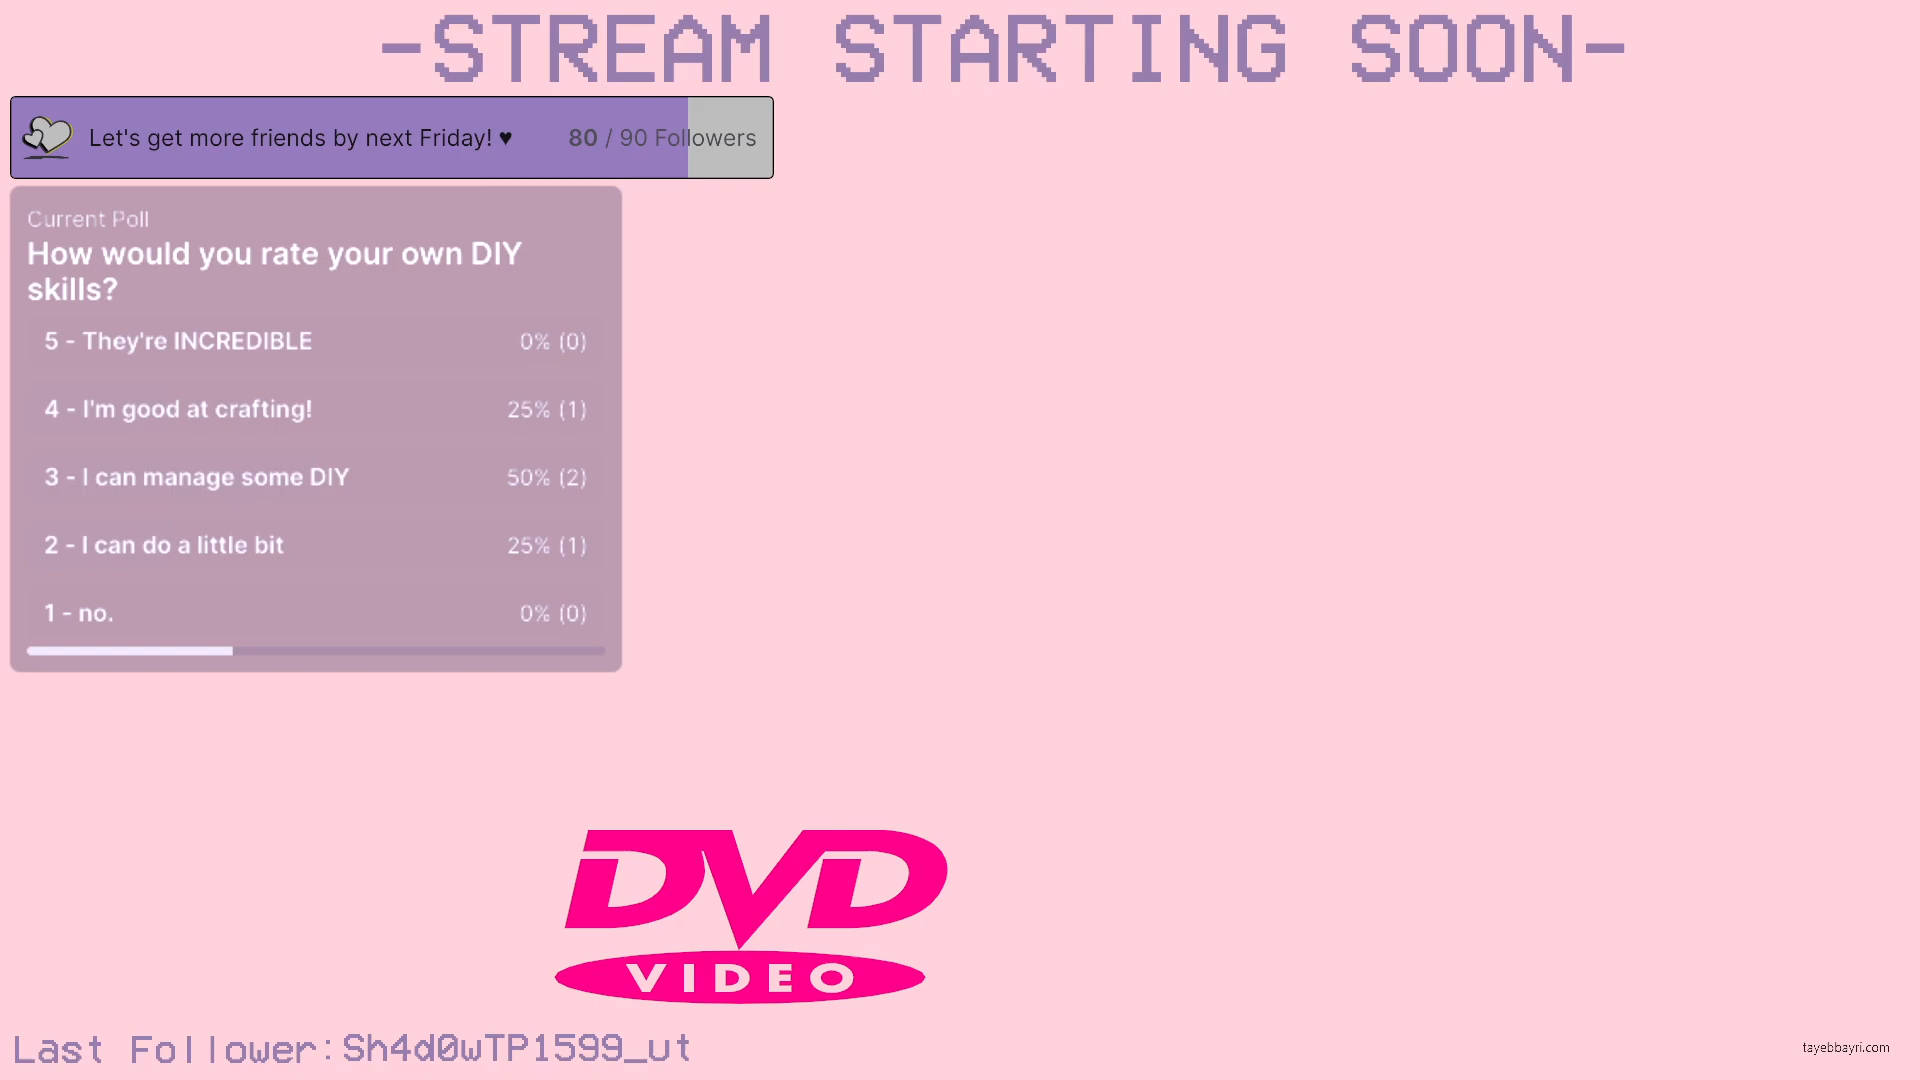 -STREAM STARTING SOON-
Let's get more friends by next Friday! ♥ 80 / 90 Followers
Current Poll
How would you rate your own DIY
skills?
5 - They're INCREDIBLE 0% (0)
4 - I'm good at crafting! 25% (1)
3 - I can manage some DIY 50% (2)
2 - I can do a little bit 25% (1)
1 - no. 0% (0)
DVD
VIDEO
Last Follower:Sh4d0wTP1599_ut
tayebbayri.com